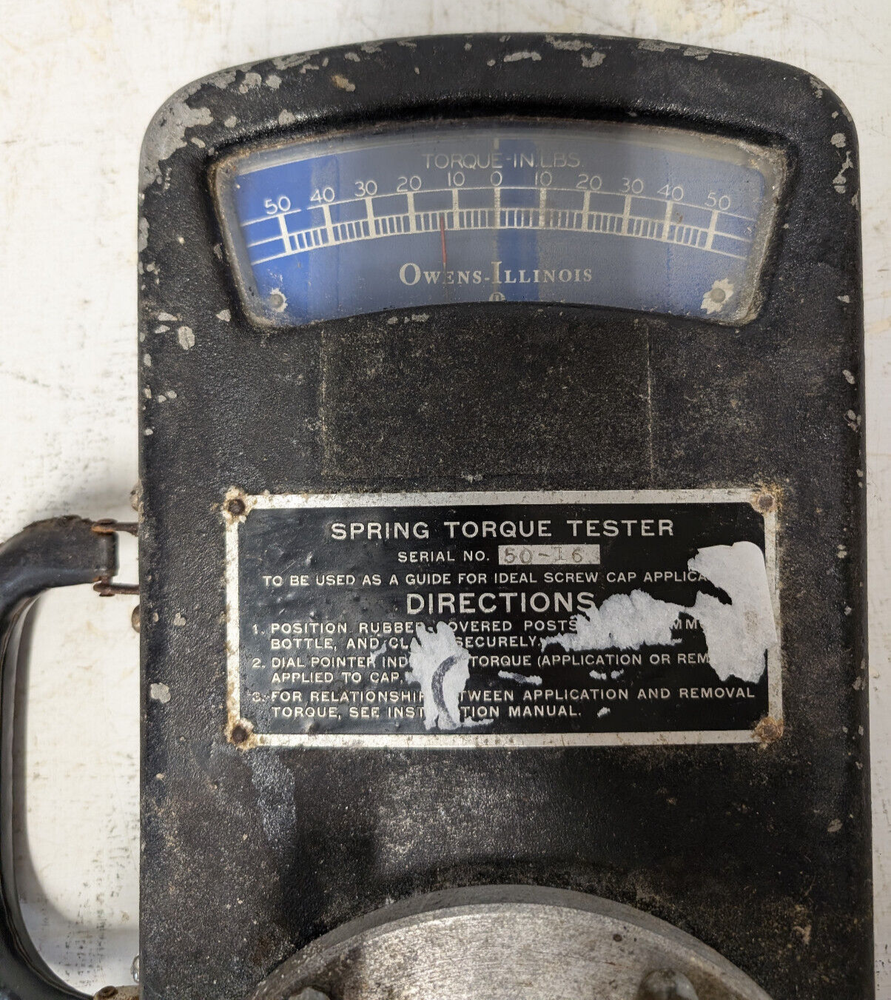 TORQUE-IN.LBS.
50 40 30 20 10 0 10 20 30 40 50
OWENS-ILLINOIS
SPRING TORQUE TESTER
SERIAL NO. 50-16
TO BE USED AS A GUIDE FOR IDEAL SCREW CAP
DIRECTIONS
1. POSITION RUBBER COVERED POSTS
BOTTLE, AND SECURELY
2. DIAL POINTER TORQUE (APPLICATION OR
APPLIED TO CAP.
3. FOR RELATIONSHIP BETWEEN APPLICATION AND REMOVAL
TORQUE, SEE INSTRUCTION MANUAL.